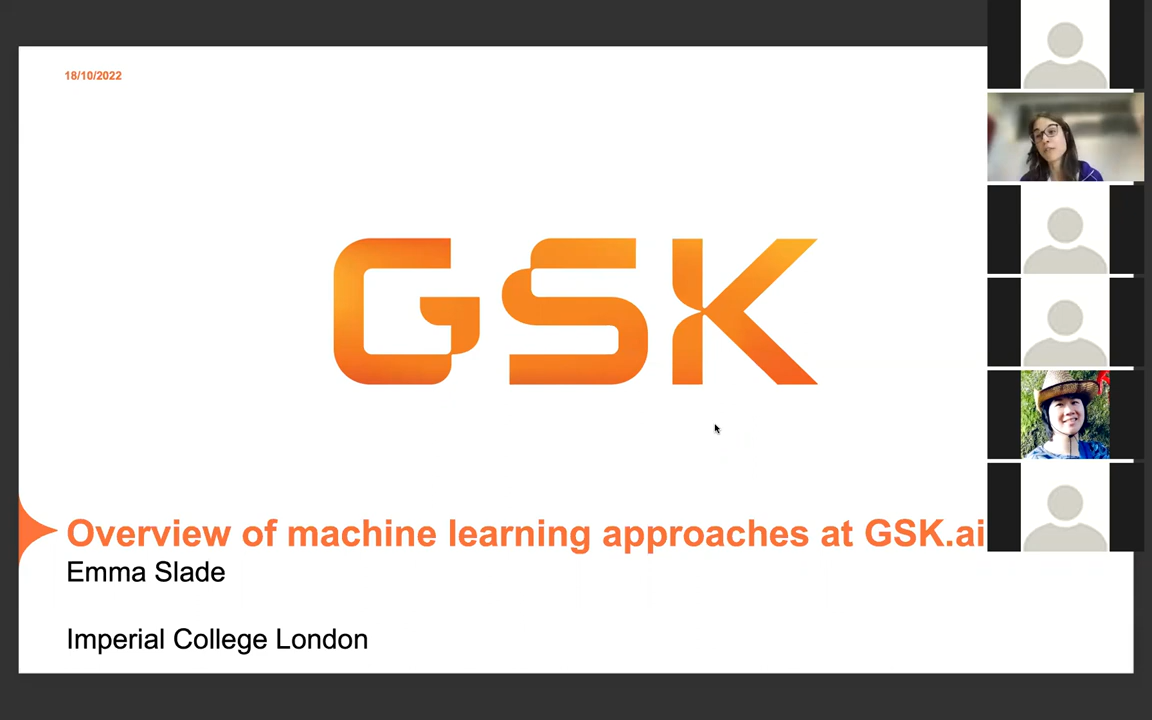 18/10/2022
GSK
Overview of machine learning approaches at GSK.ai
Emma Slade
Imperial College London